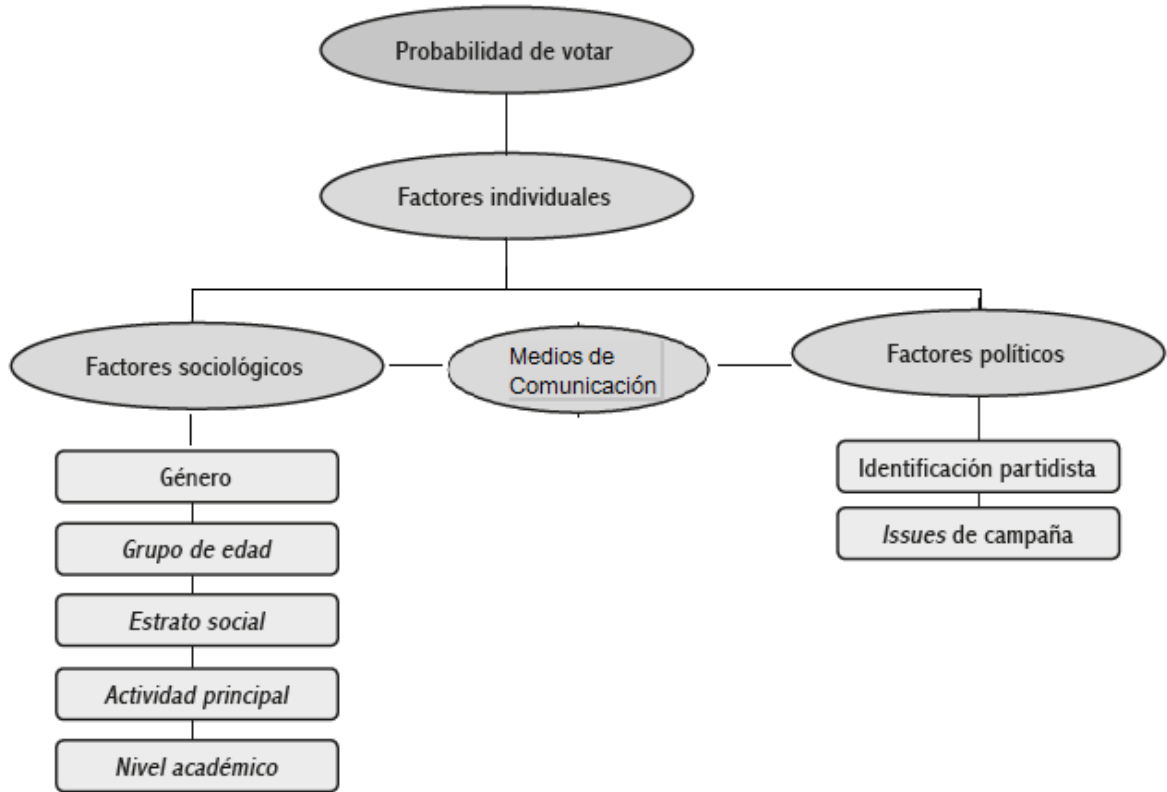 Probabilidad de votar
Factores individuales
Factores sociológicos
Medios de
Comunicación
Factores políticos
Género
Grupo de edad
Estrato social
Actividad principal
Nivel académico
Identificación partidista
Issues de campaña